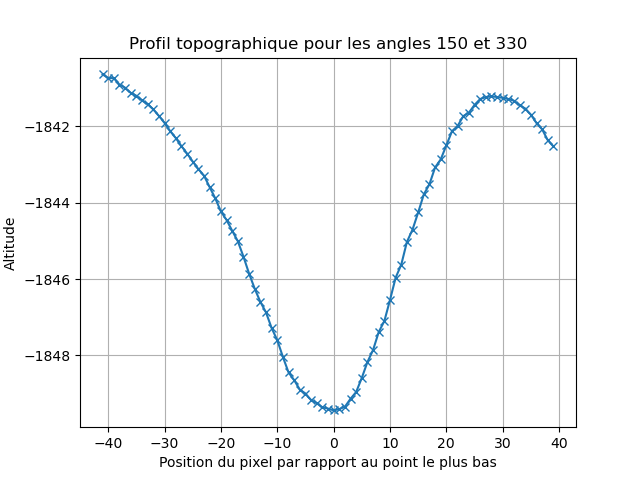 Profil topographique pour les angles 150 et 330
Altitude
−1842
−1844
−1846
−1848
−40 −30 −20 −10 0 10 20 30 40
Position du pixel par rapport au point le plus bas